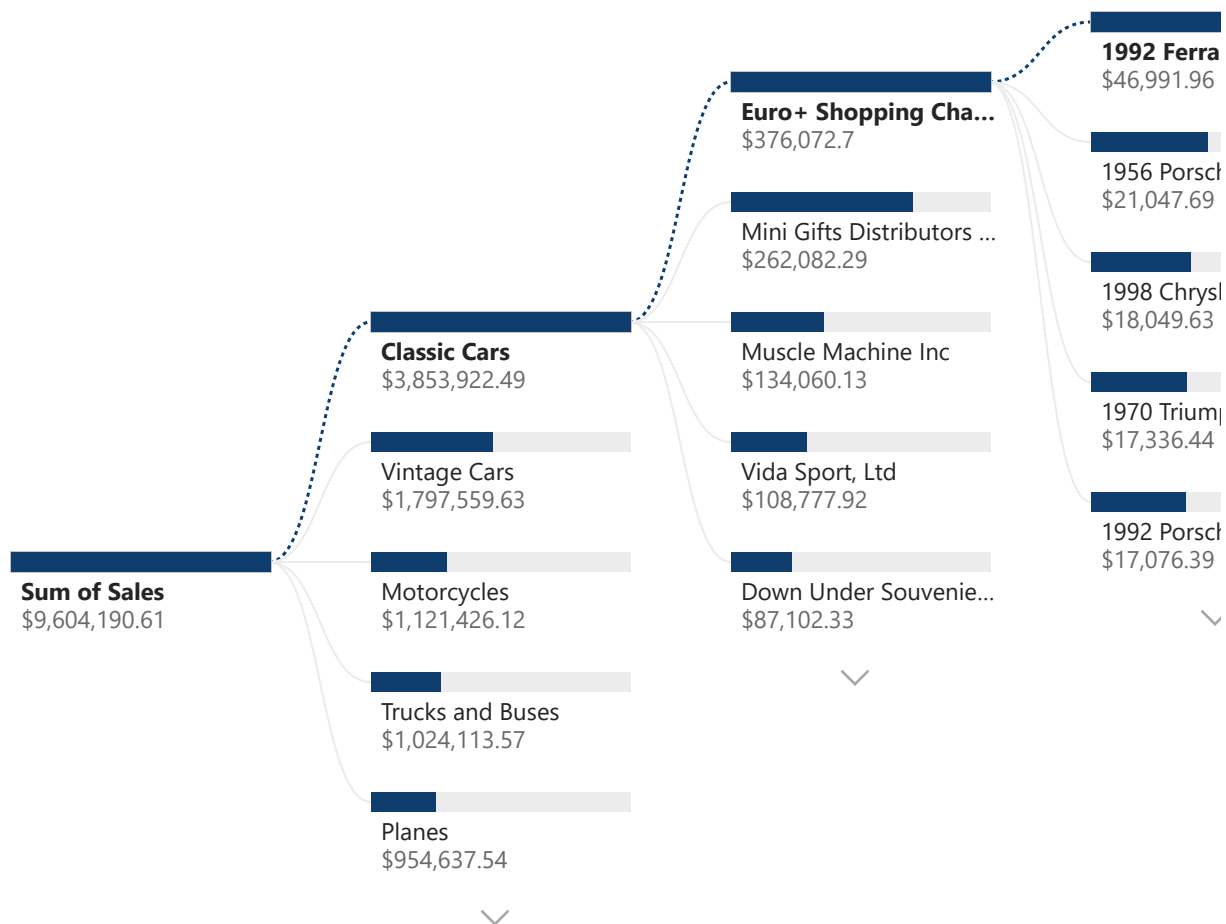 Sum of Sales
$9,604,190.61
Classic Cars
$3,853,922.49
Vintage Cars
$1,797,559.63
Motorcycles
$1,121,426.12
Trucks and Buses
$1,024,113.57
Planes
$954,637.54
Euro+ Shopping Cha...
$376,072.7
Mini Gifts Distributors ...
$262,082.29
Muscle Machine Inc
$134,060.13
Vida Sport, Ltd
$108,777.92
Down Under Souvenie...
$87,102.33
1992 Ferra
$46,991.96
1956 Porsch
$21,047.69
1998 Chrysl
$18,049.63
1970 Trium
$17,336.44
1992 Porsch
$17,076.39